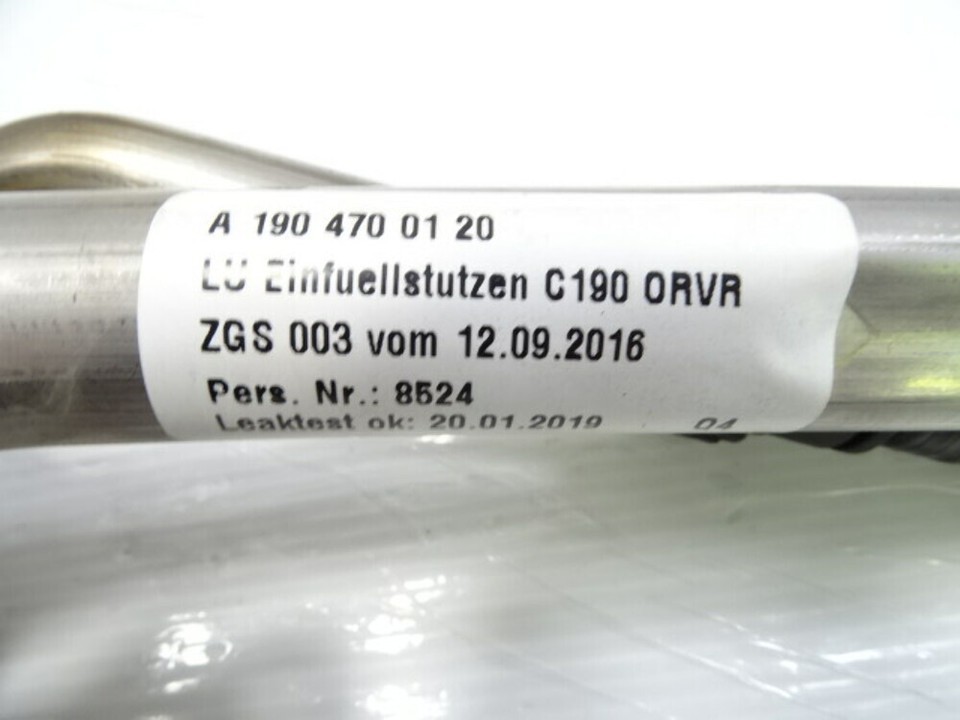 A 190 470 01 20
LU Einfuellstutzen C190 ORVR
ZGS 003 vom 12.09.2016
Pers. Nr.: 8524
Leaktest ok: 20.01.2019 04